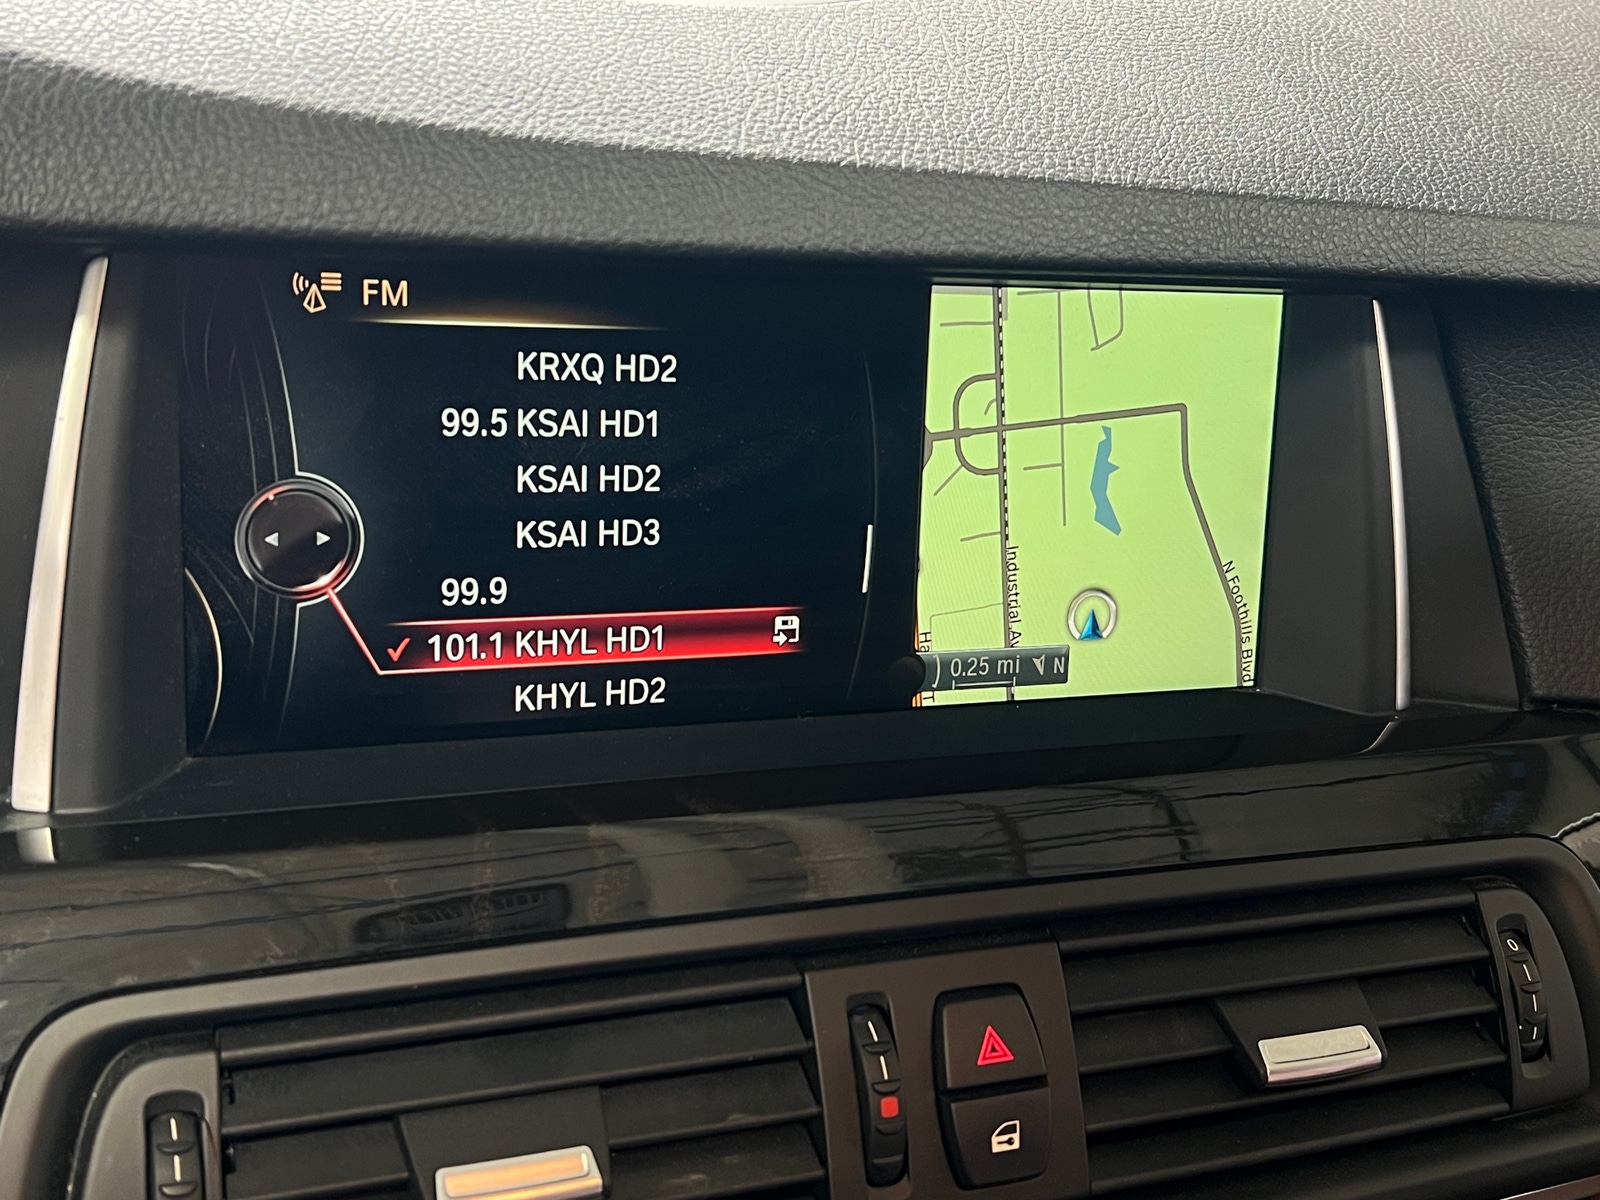 FM
KRXQ HD2
99.5 KSAI HD1
KSAI HD2
KSAI HD3
99.9
✓ 101.1 KHYL HD1
KHYL HD2
Industrial Av
N Foothills Blvd
0.25 mi N
0